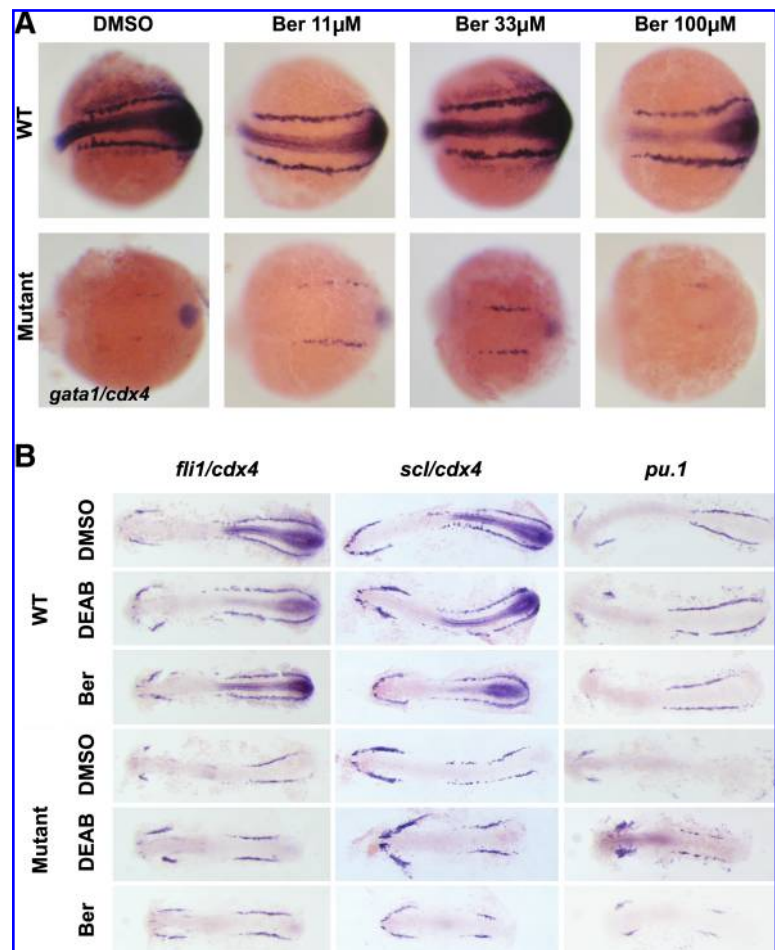 A
DMSO Ber 11µM Ber 33µM Ber 100µM
WT
Mutant
gata1/cdx4
B
fli1/cdx4 scl/cdx4 pu.1
WT
DMSO
DEAB
Ber
Mutant
DMSO
DEAB
Ber